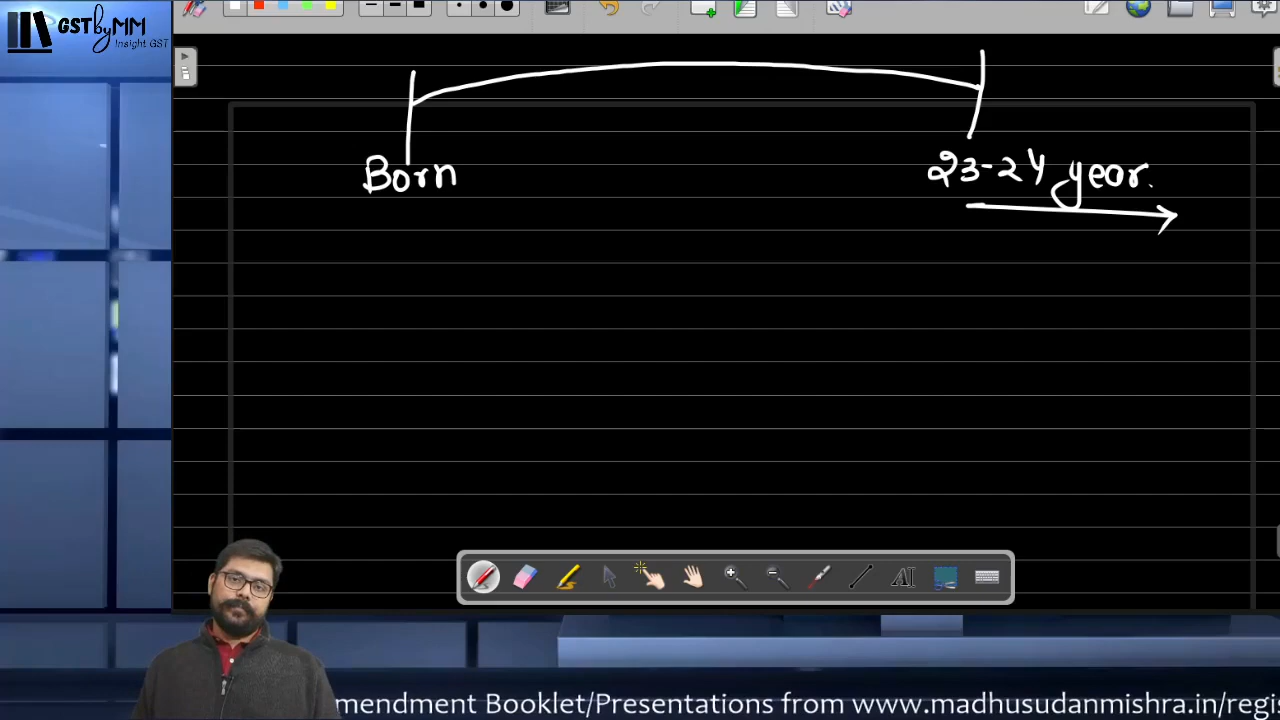 GSTbyMM
Insight GST
Born
23-24 year.
mendment Booklet/Presentations from www.madhusudanmishra.in/regis